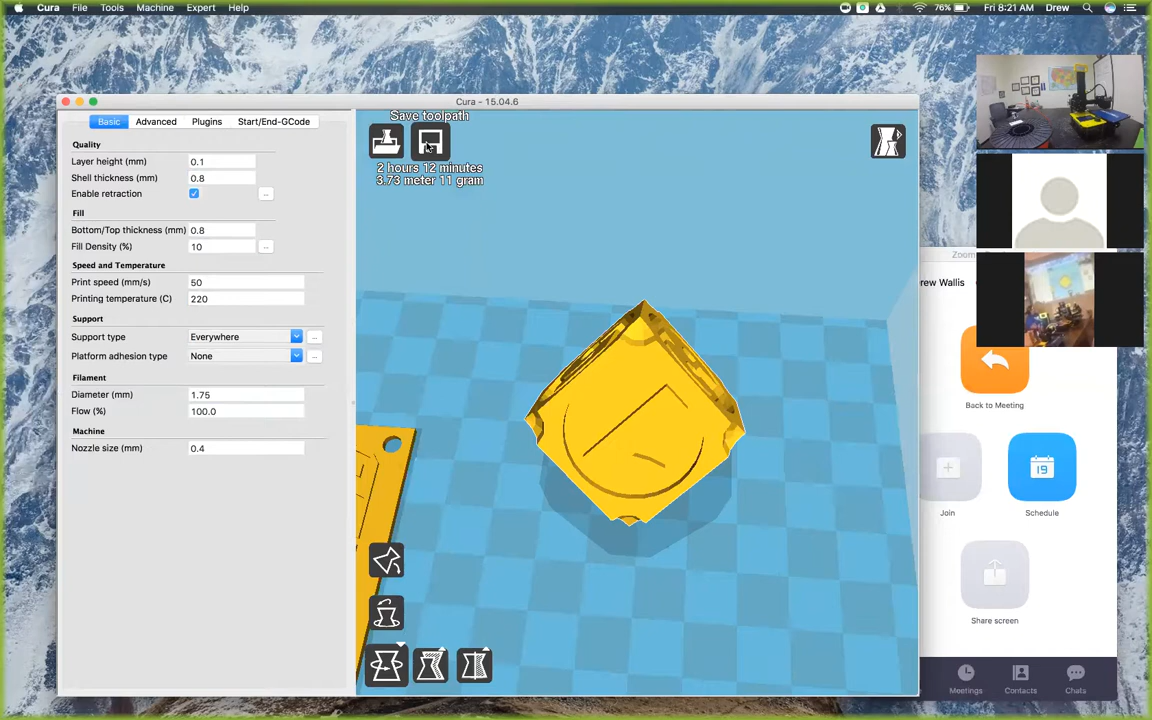 Cura File Tools Machine Expert Help
76% Fri 8:21 AM Drew
Cura - 15.04.6
Basic Advanced Plugins Start/End-GCode
Quality
Layer height (mm) 0.1
Shell thickness (mm) 0.8
Enable retraction ...
Fill
Bottom/Top thickness (mm) 0.8
Fill Density (%) 10 ...
Speed and Temperature
Print speed (mm/s) 50
Printing temperature (C) 220
Support
Support type Everywhere ...
Platform adhesion type None ...
Filament
Diameter (mm) 1.75
Flow (%) 100.0
Machine
Nozzle size (mm) 0.4
Save toolpath
2 hours 12 minutes
3.73 meter 11 gram
Zoom
rew Wallis
Back to Meeting
19
Join Schedule
Share screen
Meetings Contacts Chats